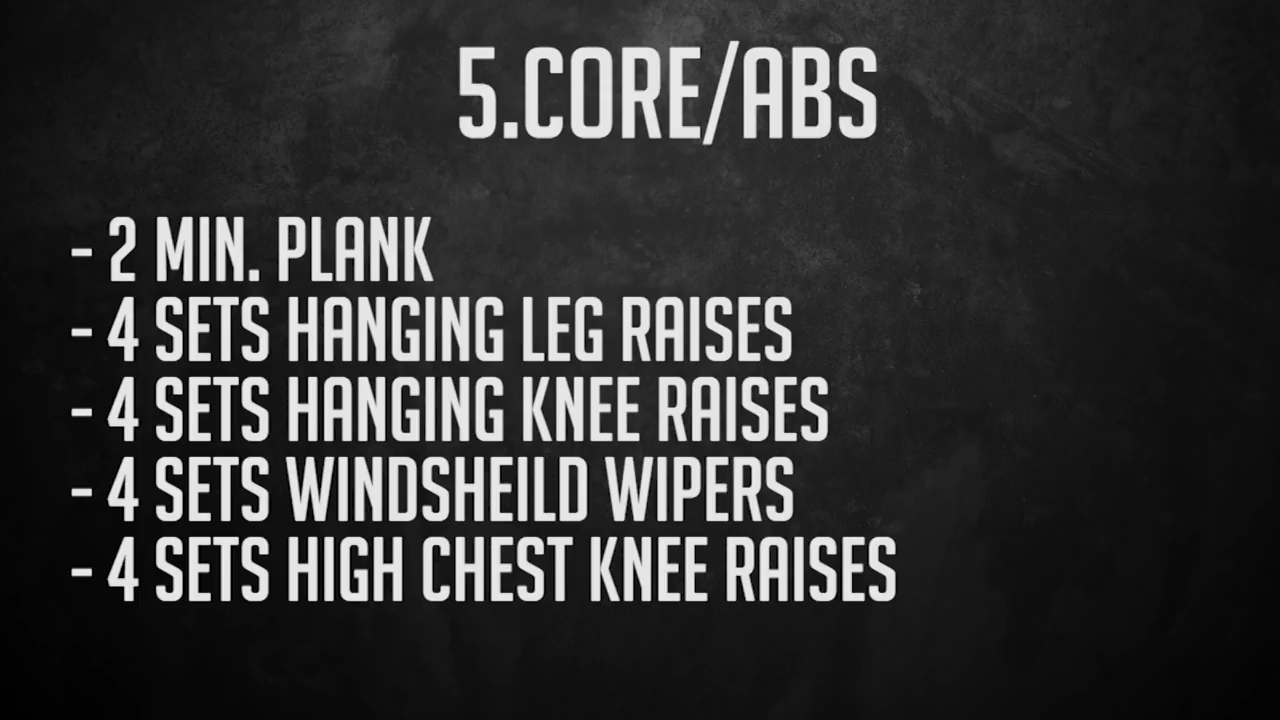 5.CORE/ABS
- 2 MIN. PLANK
- 4 SETS HANGING LEG RAISES
- 4 SETS HANGING KNEE RAISES
- 4 SETS WINDSHEILD WIPERS
- 4 SETS HIGH CHEST KNEE RAISES